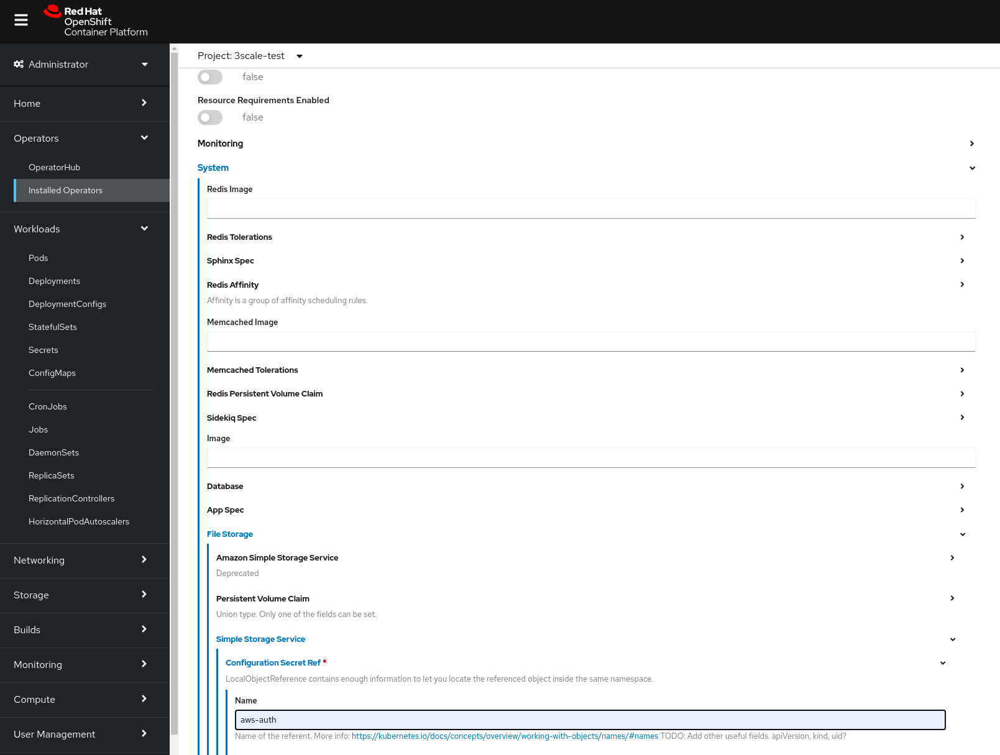 Red Hat
OpenShift
Container Platform
Administrator
Home
Operators
OperatorHub
Installed Operators
Workloads
Pods
Deployments
DeploymentConfigs
StatefulSets
Secrets
ConfigMaps
CronJobs
Jobs
DaemonSets
ReplicaSets
ReplicationControllers
HorizontalPodAutoscalers
Networking
Storage
Builds
Monitoring
Compute
User Management
Project: 3scale-test
false
Resource Requirements Enabled
false
Monitoring
System
Redis Image
Redis Tolerations
Sphinx Spec
Redis Affinity
Affinity is a group of affinity scheduling rules.
Memcached Image
Memcached Tolerations
Redis Persistent Volume Claim
Sidekiq Spec
Image
Database
App Spec
File Storage
Amazon Simple Storage Service
Deprecated
Persistent Volume Claim
Union type. Only one of the fields can be set.
Simple Storage Service
Configuration Secret Ref *
LocalObjectReference contains enough information to let you locate the referenced object inside the same namespace.
Name
aws-auth
Name of the referent. More info: https://kubernetes.io/docs/concepts/overview/working-with-objects/names/#names TODO: Add other useful fields. apiVersion, kind, uid?